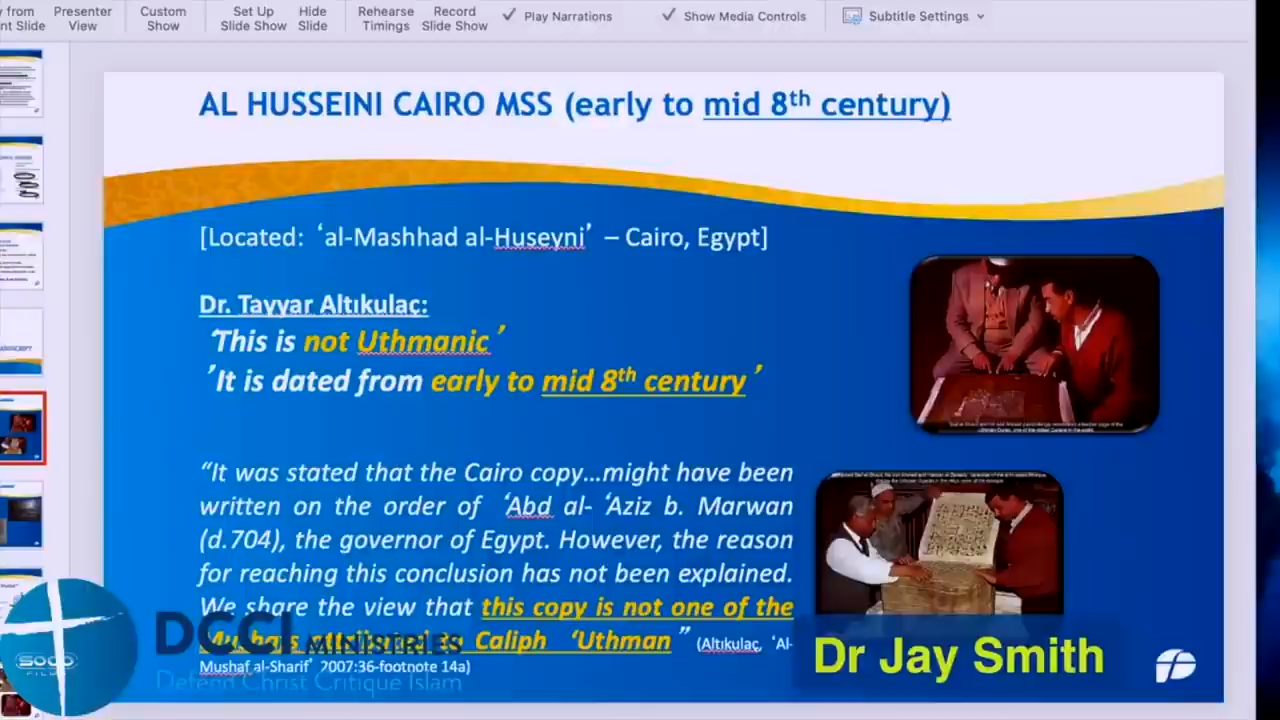 from Presenter Custom Set Up Hide Rehearse Record Play Narrations Show Media Controls Subtitle Settings
nt Slide View Show Slide Show Slide Timings Slide Show
AL HUSSEINI CAIRO MSS (early to mid 8th century)
[Located: ‘al-Mashhad al-Huseyni’ – Cairo, Egypt]
Dr. Tayyar Altıkulaç:
‘This is not Uthmanic’
’It is dated from early to mid 8th century’
“It was stated that the Cairo copy…might have been
written on the order of ‘Abd al- ‘Aziz b. Marwan
(d.704), the governor of Egypt. However, the reason
for reaching this conclusion has not been explained.
We share the view that this copy is not one of the
Mushafs attributed to Caliph ‘Uthman” (Altıkulaç, ‘Al-
Mushaf al-Sharif’ 2007:36-footnote 14a)
DCCI MINISTRIES
Defend Christ Critique Islam
SOCO
FILMS
Dr Jay Smith